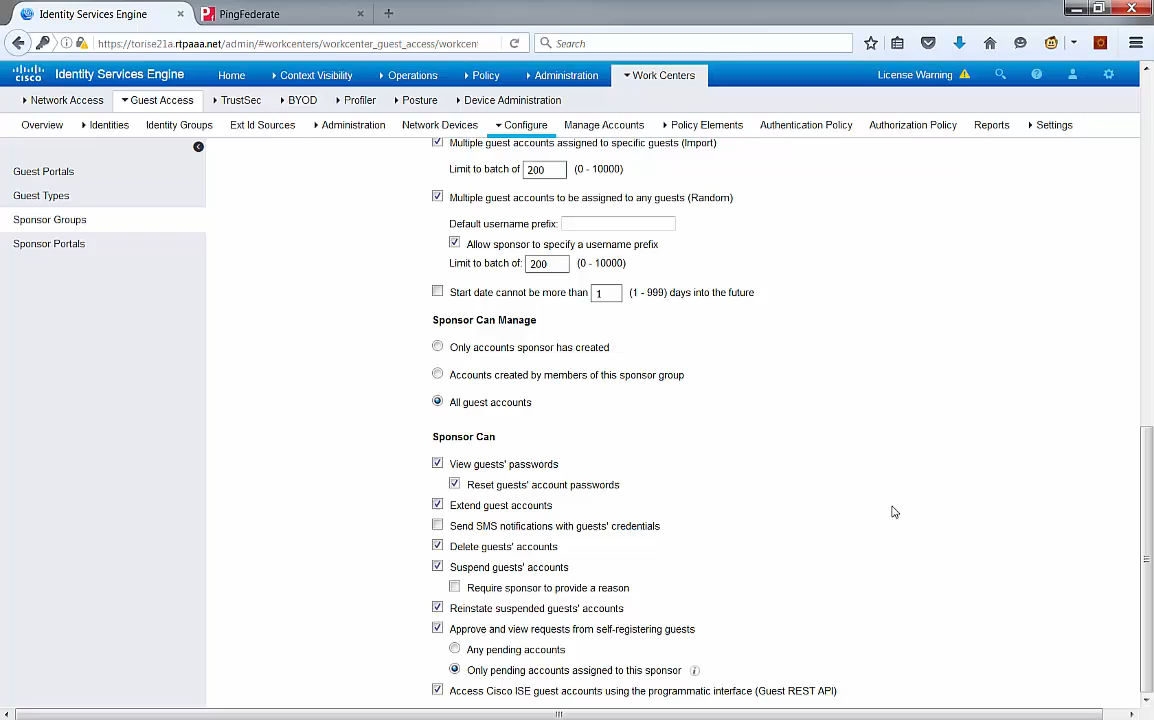 Identity Services Engine
PingFederate
https://torise21a.rtpaaa.net/admin/#workcenters/workcenter_guest_access/workcent
Search
cisco
Identity Services Engine
Home
Context Visibility
Operations
Policy
Administration
Work Centers
License Warning
Network Access
Guest Access
TrustSec
BYOD
Profiler
Posture
Device Administration
Overview
Identities
Identity Groups
Ext Id Sources
Administration
Network Devices
Configure
Manage Accounts
Policy Elements
Authentication Policy
Authorization Policy
Reports
Settings
Guest Portals
Guest Types
Sponsor Groups
Sponsor Portals
Multiple guest accounts assigned to specific guests (Import)
Limit to batch of 200 (0 - 10000)
Multiple guest accounts to be assigned to any guests (Random)
Default username prefix:
Allow sponsor to specify a username prefix
Limit to batch of: 200 (0 - 10000)
Start date cannot be more than 1 (1 - 999) days into the future
Sponsor Can Manage
Only accounts sponsor has created
Accounts created by members of this sponsor group
All guest accounts
Sponsor Can
View guests' passwords
Reset guests' account passwords
Extend guest accounts
Send SMS notifications with guests' credentials
Delete guests' accounts
Suspend guests' accounts
Require sponsor to provide a reason
Reinstate suspended guests' accounts
Approve and view requests from self-registering guests
Any pending accounts
Only pending accounts assigned to this sponsor
Access Cisco ISE guest accounts using the programmatic interface (Guest REST API)